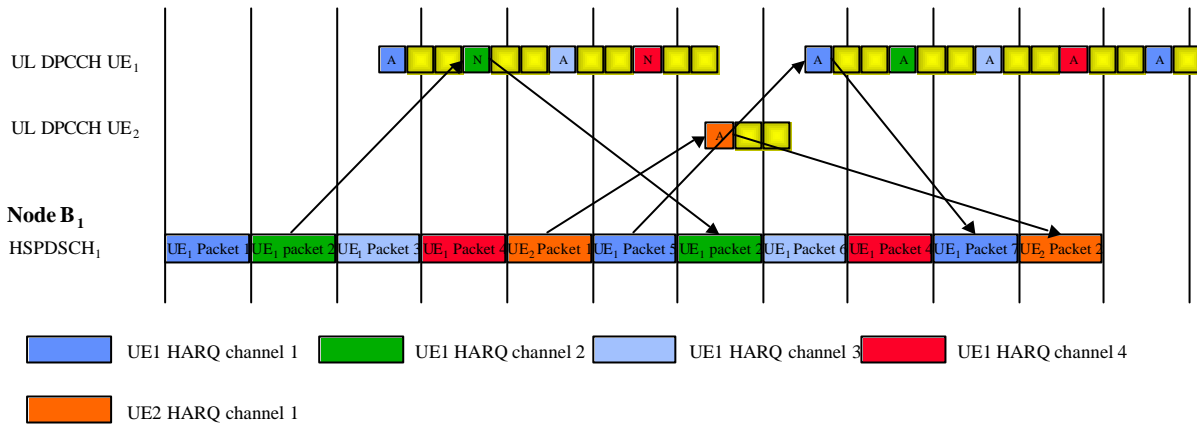 UL DPCCH UE1
A N A N A A A A A
UL DPCCH UE2
A
Node B1
HSPDSCH1
UE1 Packet 1 UE1 packet 2 UE1 Packet 3 UE1 Packet 4 UE2 Packet 1 UE1 Packet 5 UE1 packet 2 UE1 Packet 6 UE1 Packet 4 UE1 Packet 7 UE2 Packet 2
UE1 HARQ channel 1 UE1 HARQ channel 2 UE1 HARQ channel 3 UE1 HARQ channel 4
UE2 HARQ channel 1